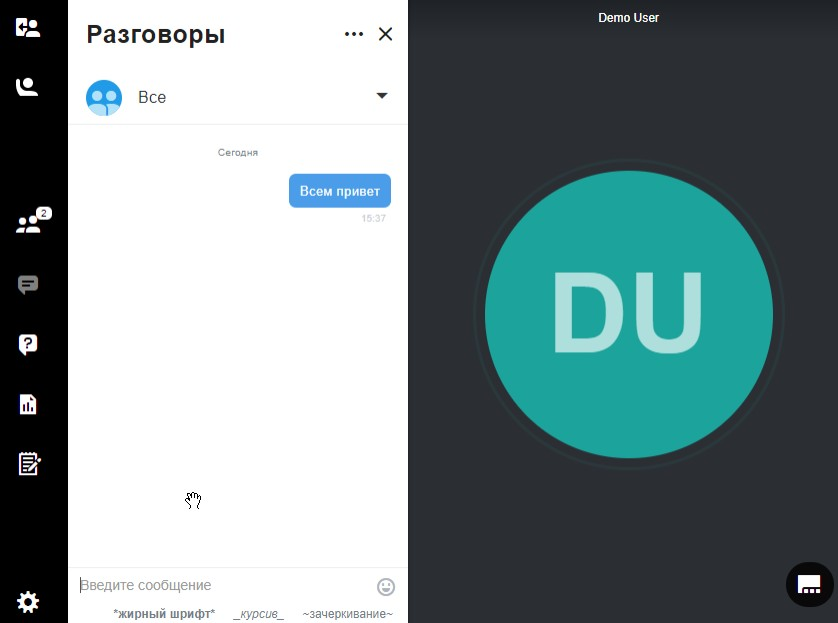 Разговоры
Все
Сегодня
Всем привет
15:37
2
?
Введите сообщение
*жирный шрифт* _курсив_ ~зачеркивание~
Demo User
DU